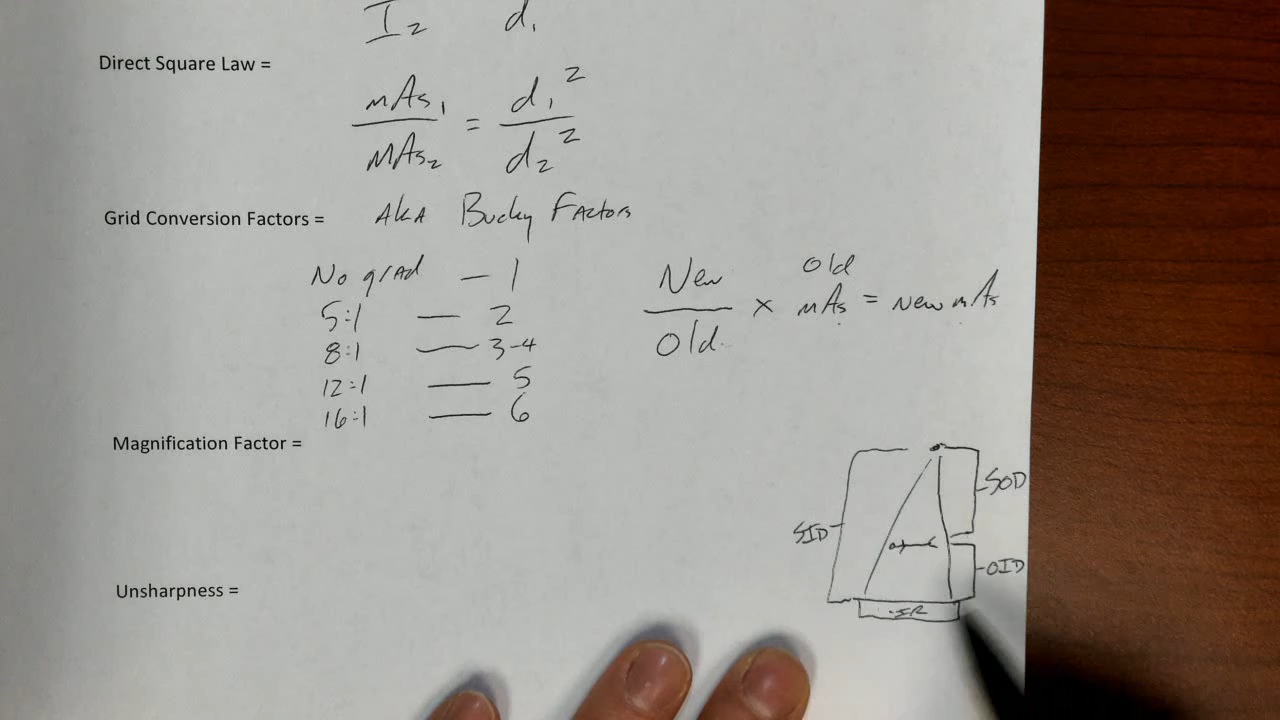 I₂ d₁
Direct Square Law =
mAs₁ / mAs₂ = d₁² / d₂²
Grid Conversion Factors = AKA Bucky Factors
No grid — 1
5:1 — 2
8:1 — 3-4
12:1 — 5
16:1 — 6
New / Old × Old mAs = New mAs
Magnification Factor =
SOD
SID
OID
IR
Unsharpness =